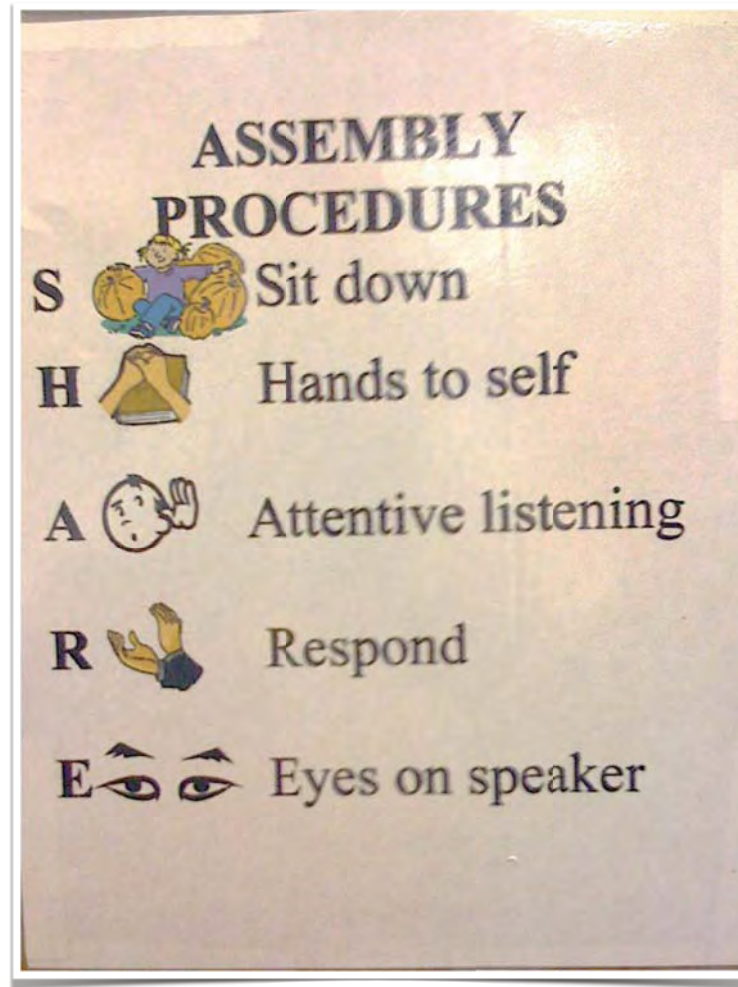 ASSEMBLY
PROCEDURES
S Sit down
H Hands to self
A Attentive listening
R Respond
E Eyes on speaker